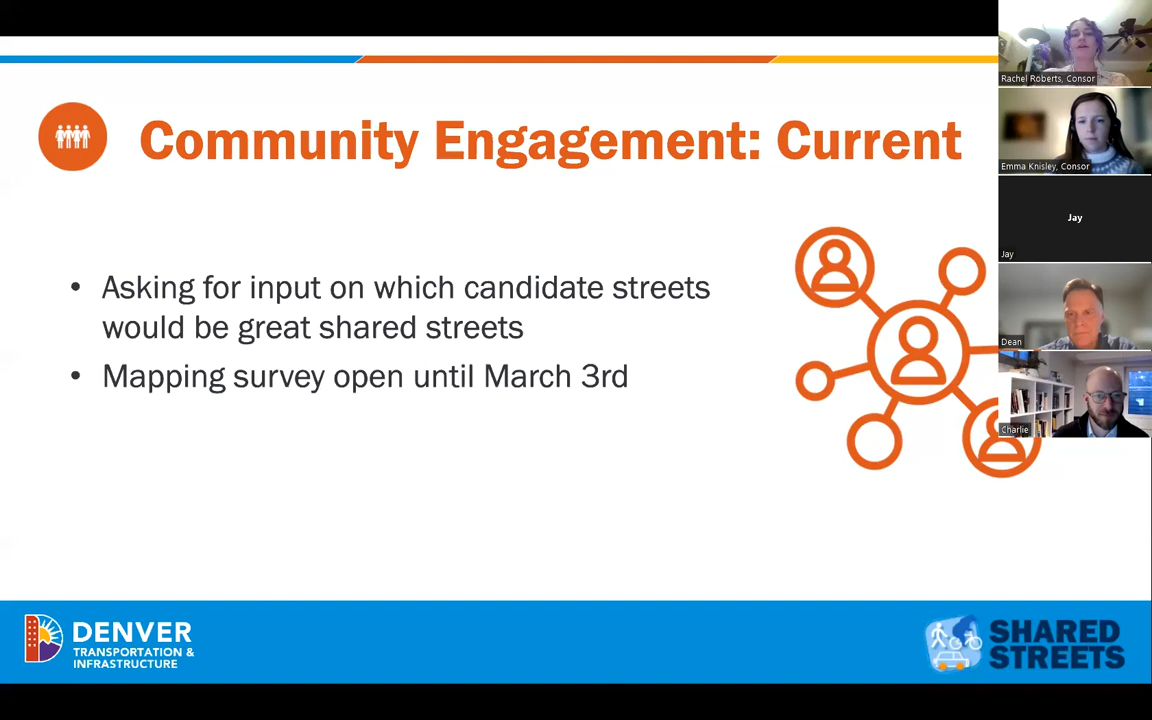 Community Engagement: Current
• Asking for input on which candidate streets
would be great shared streets
• Mapping survey open until March 3rd
DENVER
TRANSPORTATION &
INFRASTRUCTURE
SHARED
STREETS
Rachel Roberts, Consor
Emma Knisley, Consor
Jay
Jay
Dean
Charlie